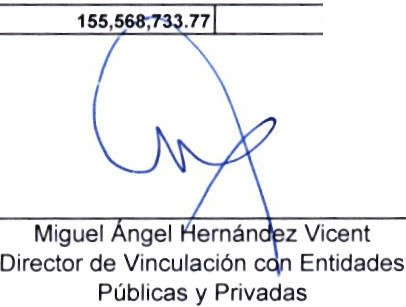 155,568,733.77
Miguel Ángel Hernández Vicent
Director de Vinculación con Entidades
Públicas y Privadas